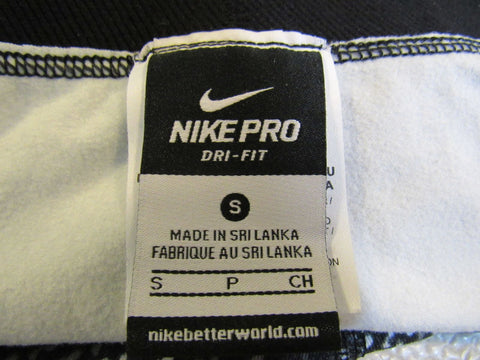 NIKE PRO
DRI-FIT
S
MADE IN SRI LANKA
FABRIQUE AU SRI LANKA
S P CH
nikebetterworld.com